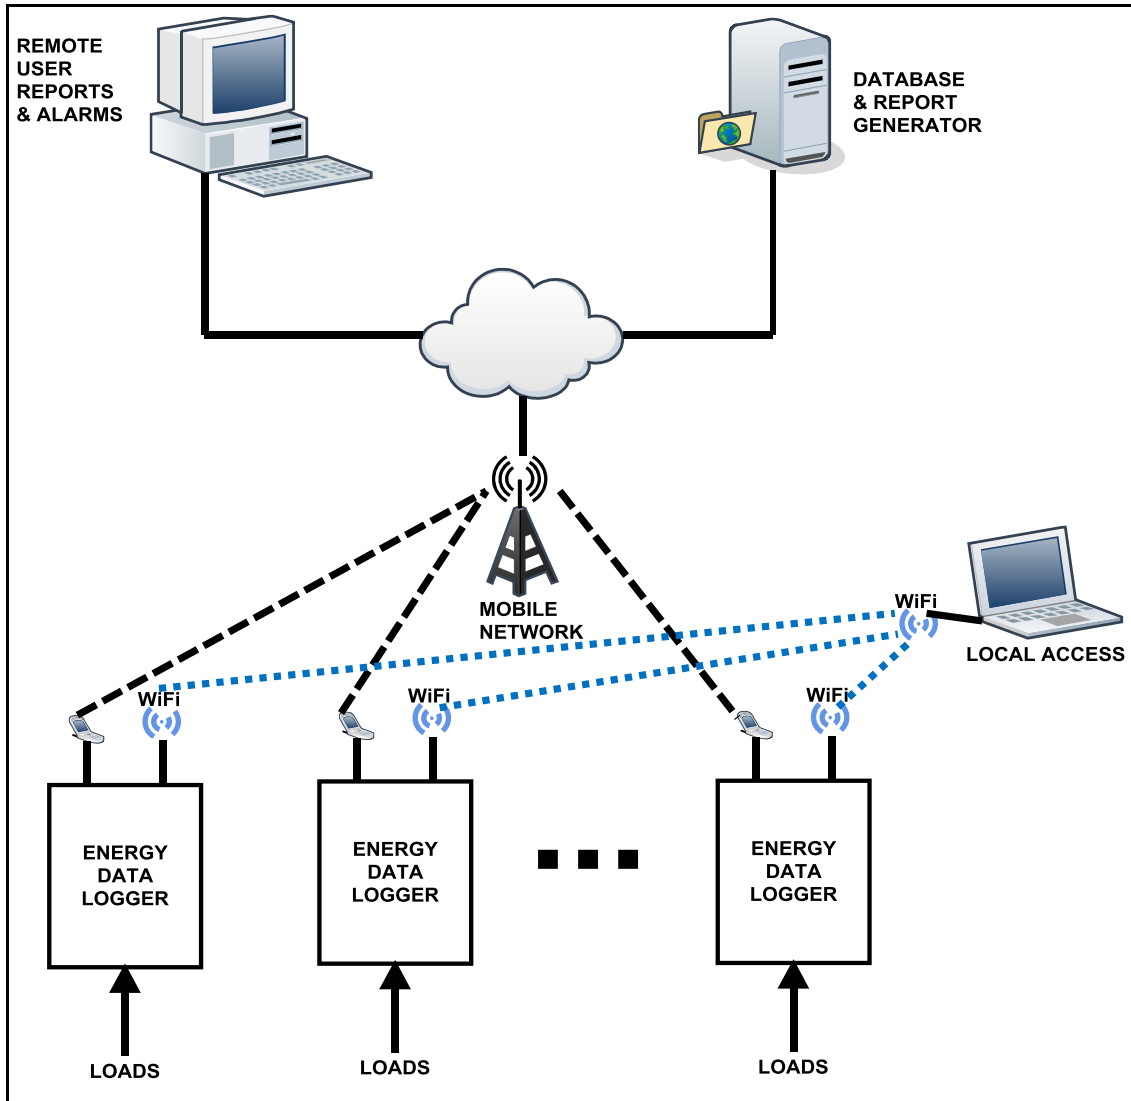 REMOTE
USER
REPORTS
& ALARMS
DATABASE
& REPORT
GENERATOR
MOBILE
NETWORK
WiFi
LOCAL ACCESS
WiFi
WiFi
WiFi
ENERGY
DATA
LOGGER
ENERGY
DATA
LOGGER
ENERGY
DATA
LOGGER
LOADS
LOADS
LOADS